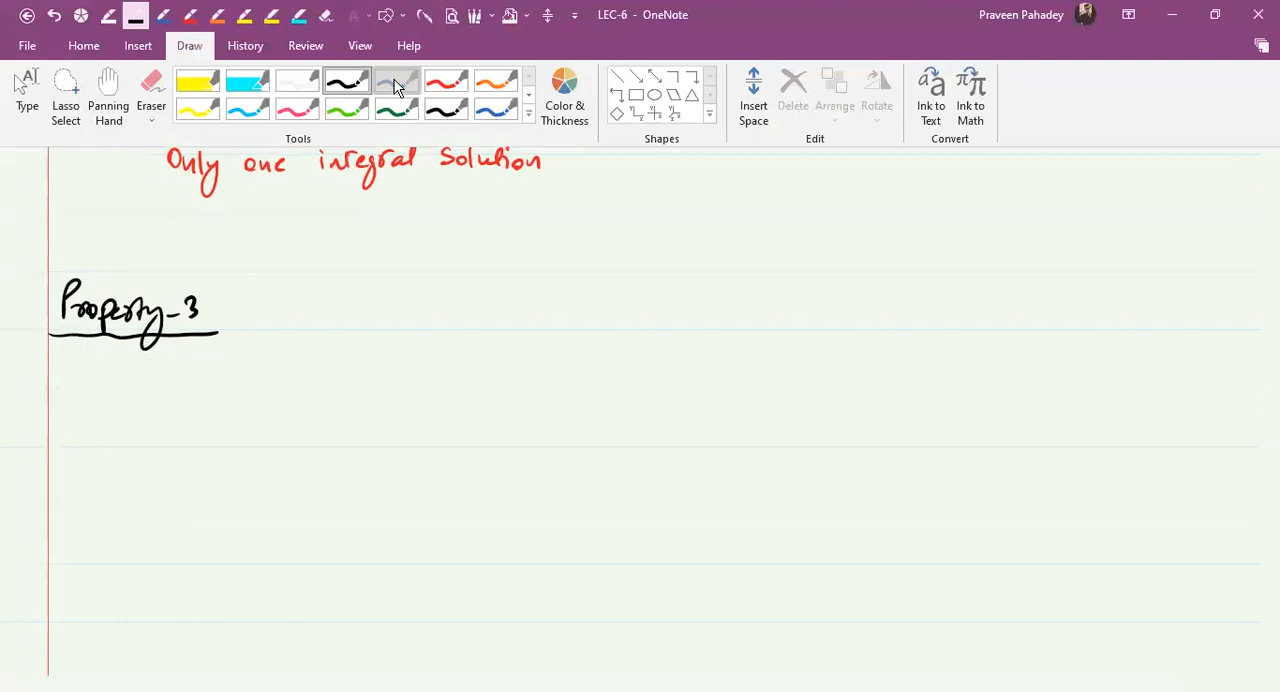 LEC-6 - OneNote
Praveen Pahadey
File Home Insert Draw History Review View Help
Type
Lasso Select
Panning Hand
Eraser
Color & Thickness
Insert Space
Delete
Arrange
Rotate
Ink to Text
Ink to Math
Tools
Shapes
Edit
Convert
Only one integral Solution
Property-3